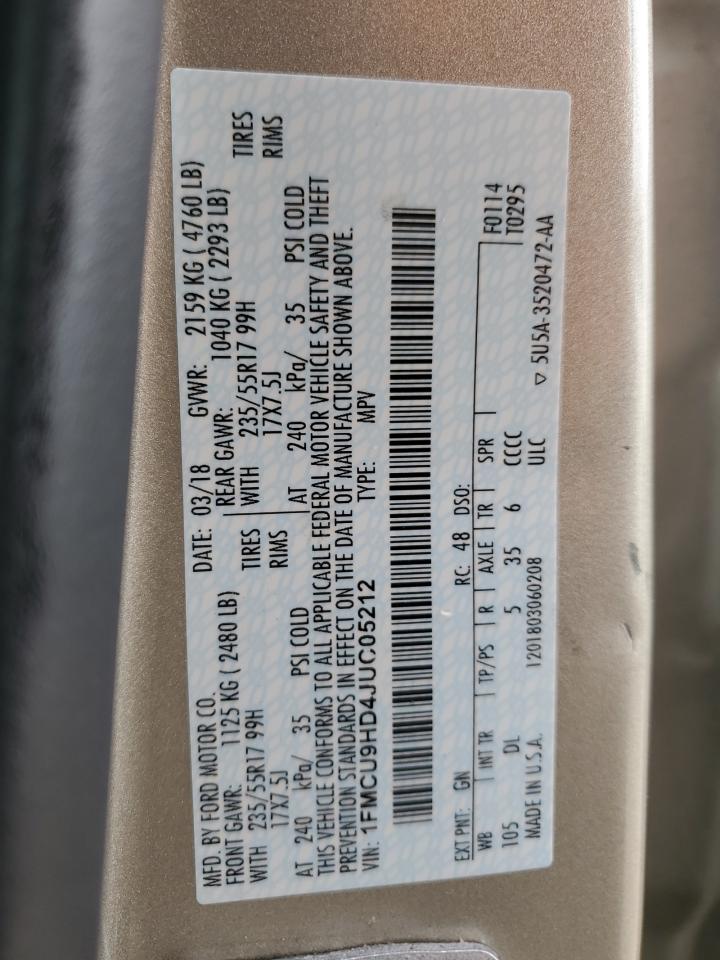 MFD. BY FORD MOTOR CO.
DATE: 03/18 GVWR: 2159 KG ( 4760 LB)
FRONT GAWR: 1125 KG ( 2480 LB) REAR GAWR: 1040 KG ( 2293 LB)
WITH 235/55R17 99H TIRES WITH 235/55R17 99H TIRES
17X7.5J RIMS 17X7.5J RIMS
AT 240 kPa/ 35 PSI COLD AT 240 kPa/ 35 PSI COLD
THIS VEHICLE CONFORMS TO ALL APPLICABLE FEDERAL MOTOR VEHICLE SAFETY AND THEFT
PREVENTION STANDARDS IN EFFECT ON THE DATE OF MANUFACTURE SHOWN ABOVE.
VIN: 1FMCU9HD4JUC05212 TYPE: MPV
EXT PNT: GN RC: 48 DSO: F0114
WB INT TR TP/PS R AXLE TR SPR T0295
105 DL 5 35 6 CCCC
MADE IN U.S.A. 1201803060208 ULC ▽ 5U5A-3520472-AA